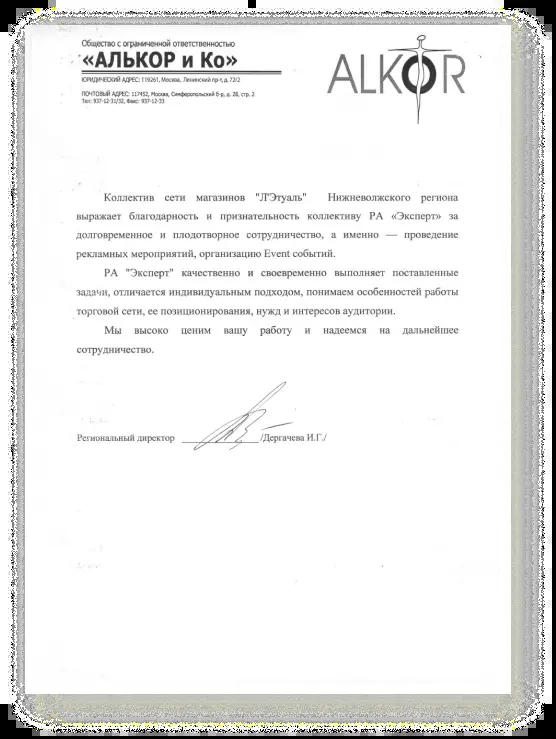 Общество с ограниченной ответственностью
«АЛЬКОР и Ко»
ЮРИДИЧЕСКИЙ АДРЕС: 119261, Москва, Ленинский пр-т, д. 72/2
ПОЧТОВЫЙ АДРЕС: 117452, Москва, Симферопольский б-р, д. 28, стр. 2
Тел: 937-12-31/32, Факс: 937-12-33
ALKOR
Коллектив сети магазинов "Л'Этуаль" Нижневолжского региона
выражает благодарность и признательность коллективу РА «Эксперт» за
долговременное и плодотворное сотрудничество, а именно — проведение
рекламных мероприятий, организацию Event событий.
РА "Эксперт" качественно и своевременно выполняет поставленные
задачи, отличается индивидуальным подходом, понимаем особенностей работы
торговой сети, ее позиционирования, нужд и интересов аудитории.
Мы высоко ценим вашу работу и надеемся на дальнейшее
сотрудничество.
Региональный директор /Дергачева И.Г./